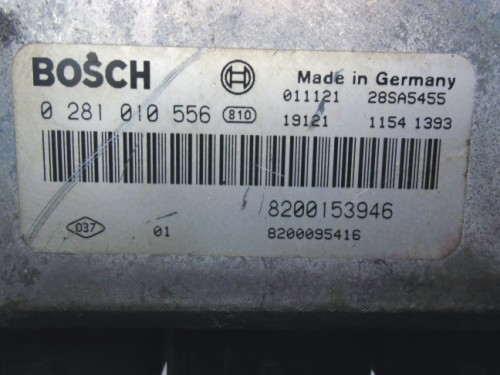 BOSCH Made in Germany
011121 28SA5455
0 281 010 556 810
19121 1154 1393
8200153946
037 01 8200095416